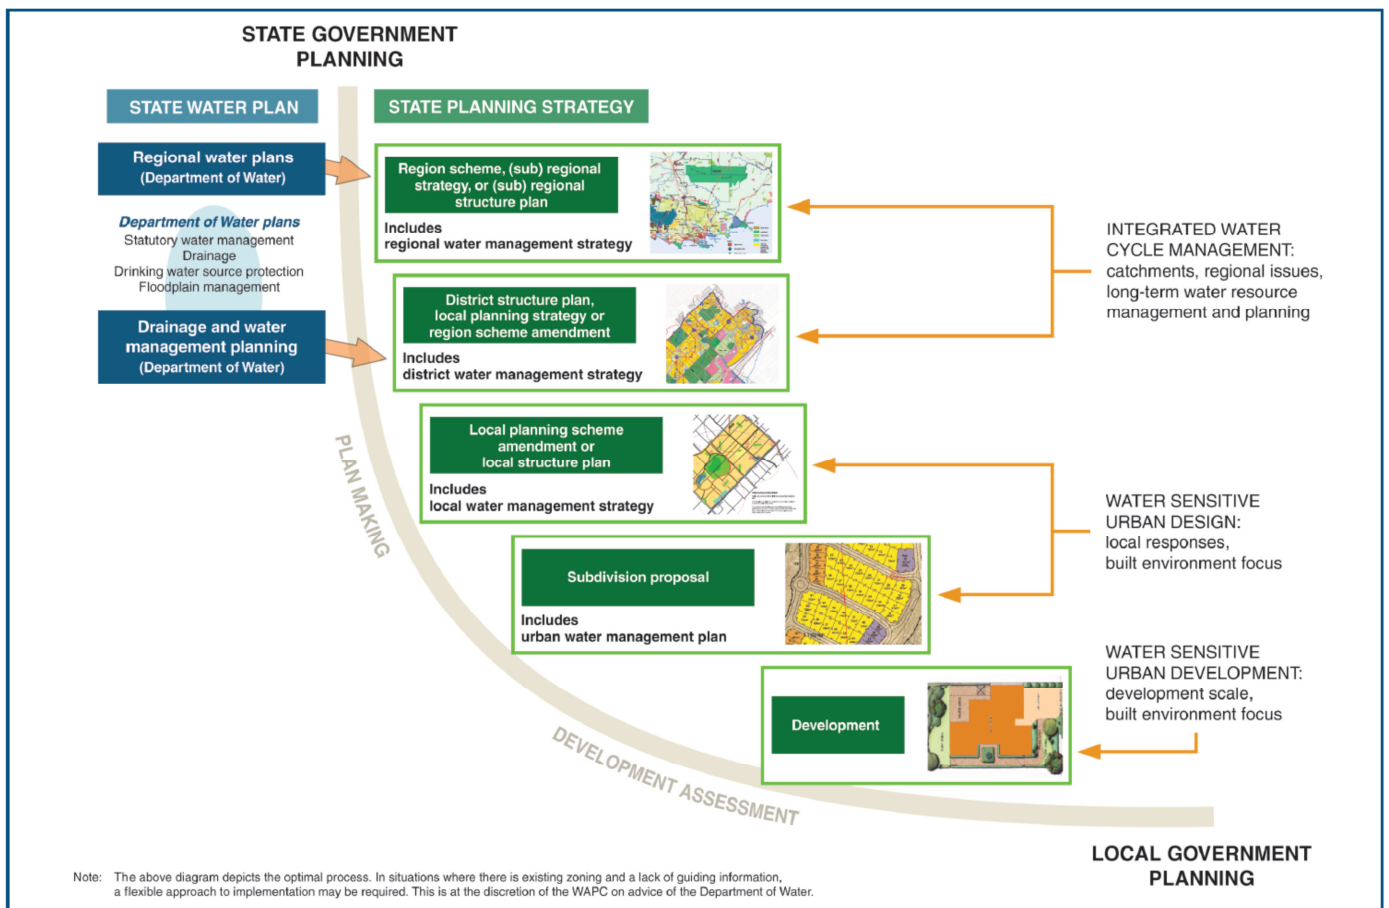 STATE GOVERNMENT
PLANNING
STATE WATER PLAN
STATE PLANNING STRATEGY
Regional water plans
(Department of Water)
Department of Water plans
Statutory water management
Drainage
Drinking water source protection
Floodplain management
Drainage and water
management planning
(Department of Water)
Region scheme, (sub) regional
strategy, or (sub) regional
structure plan
Includes
regional water management strategy
District structure plan,
local planning strategy or
region scheme amendment
Includes
district water management strategy
Local planning scheme
amendment or
local structure plan
Includes
local water management strategy
Subdivision proposal
Includes
urban water management plan
Development
INTEGRATED WATER
CYCLE MANAGEMENT:
catchments, regional issues,
long-term water resource
management and planning
WATER SENSITIVE
URBAN DESIGN:
local responses,
built environment focus
WATER SENSITIVE
URBAN DEVELOPMENT:
development scale,
built environment focus
PLAN MAKING
DEVELOPMENT ASSESSMENT
LOCAL GOVERNMENT
PLANNING
Note: The above diagram depicts the optimal process. In situations where there is existing zoning and a lack of guiding information,
a flexible approach to implementation may be required. This is at the discretion of the WAPC on advice of the Department of Water.